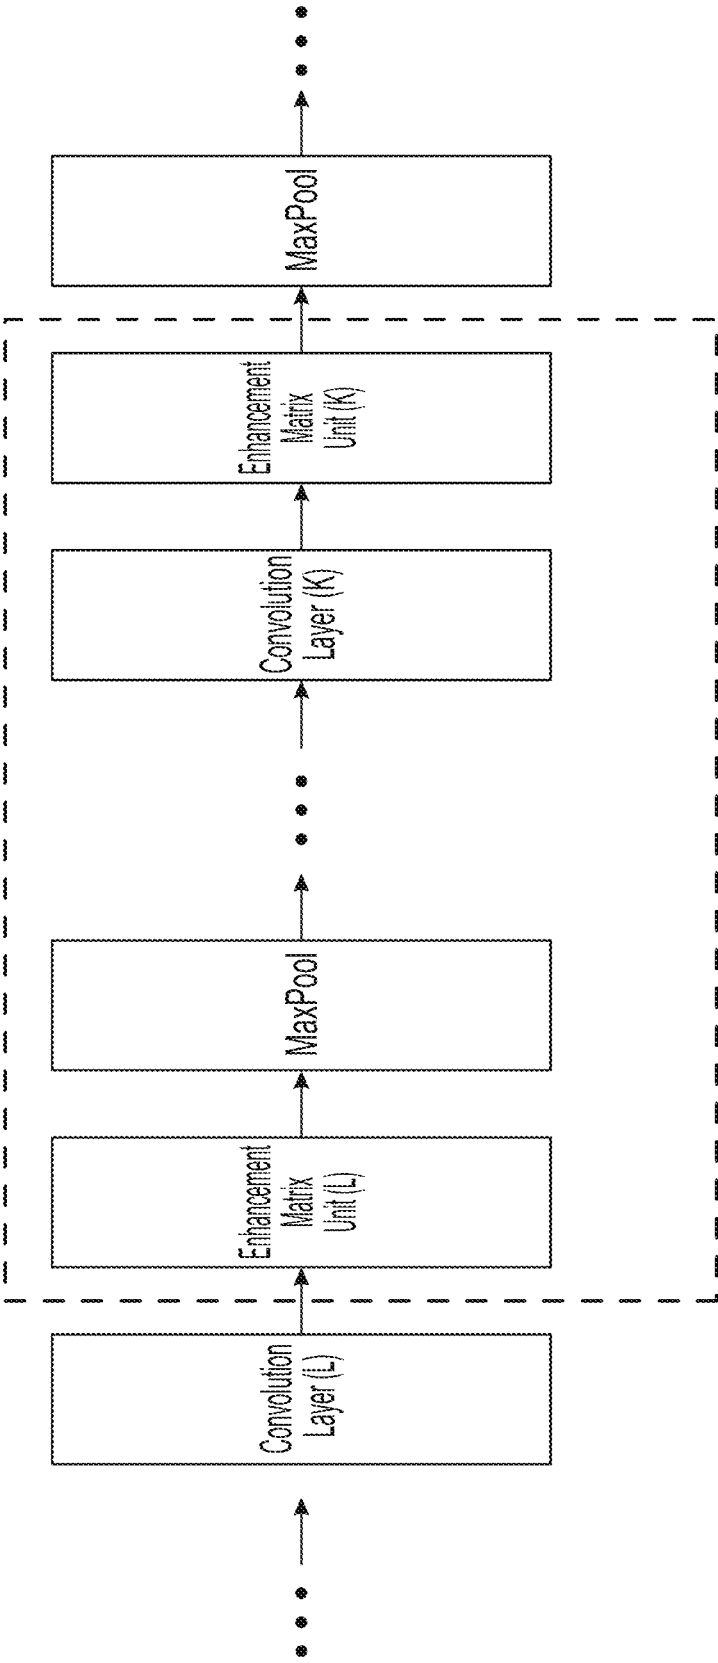 Convolution
Layer (L)
Enhancement
Matrix
Unit (L)
MaxPool
Convolution
Layer (K)
Enhancement
Matrix
Unit (K)
MaxPool